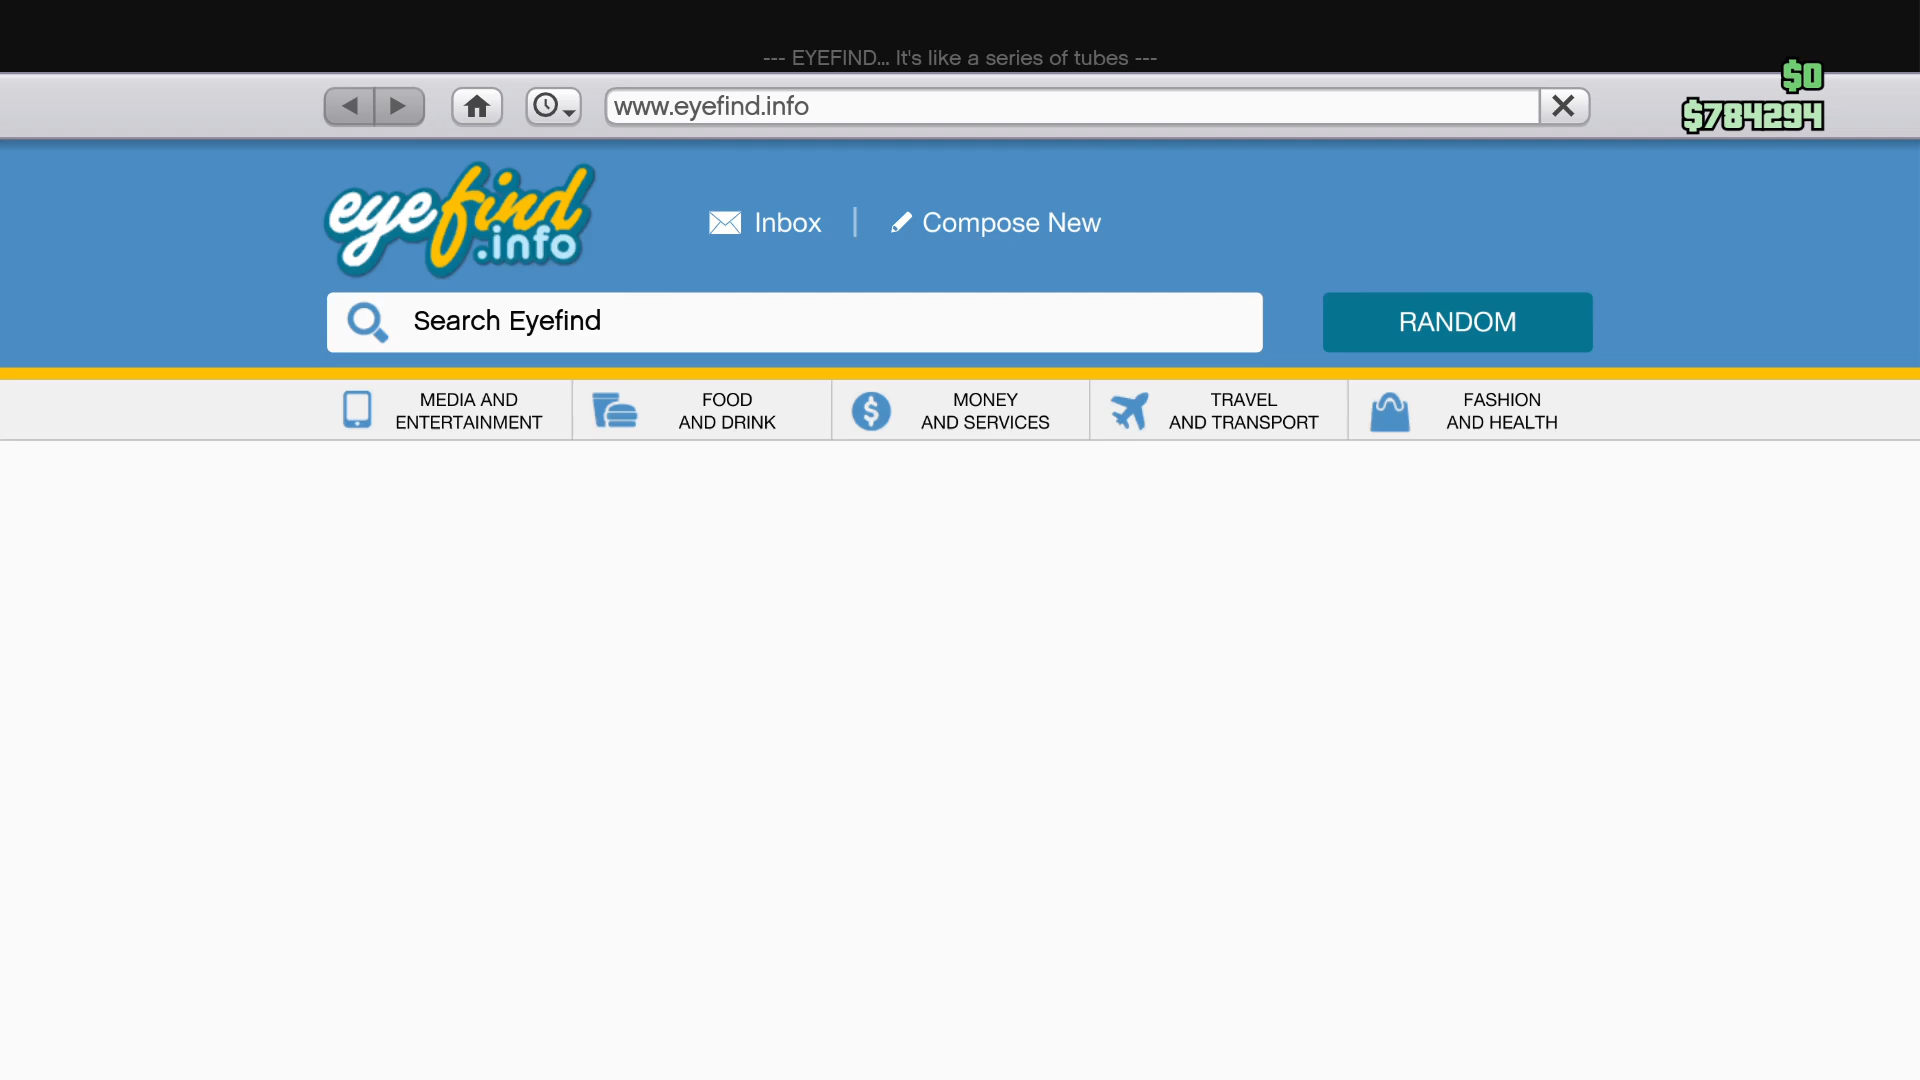 --- EYEFIND... It's like a series of tubes ---
$0
www.eyefind.info
$784294
eyefind
.info
Inbox
Compose New
Search Eyefind
RANDOM
MEDIA AND
ENTERTAINMENT
FOOD
AND DRINK
MONEY
AND SERVICES
TRAVEL
AND TRANSPORT
FASHION
AND HEALTH